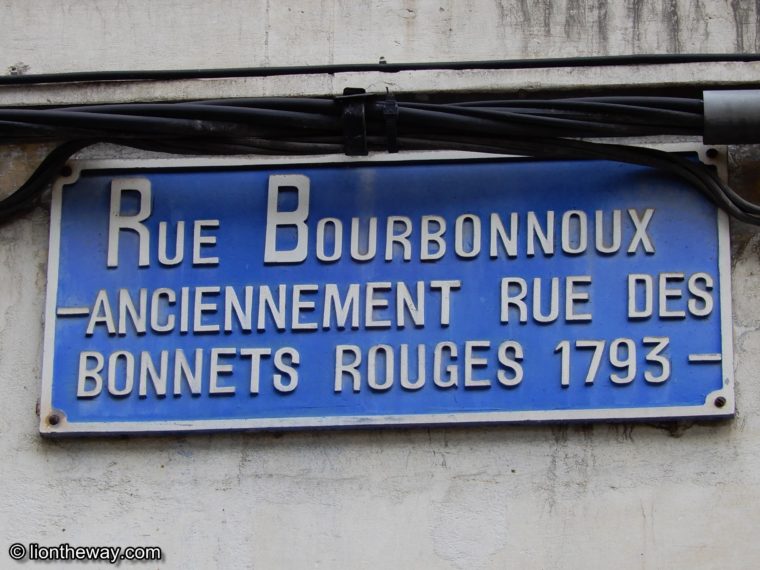 RUE BOURBONNOUX
-ANCIENNEMENT RUE DES
BONNETS ROUGES 1793-
© liontheway.com